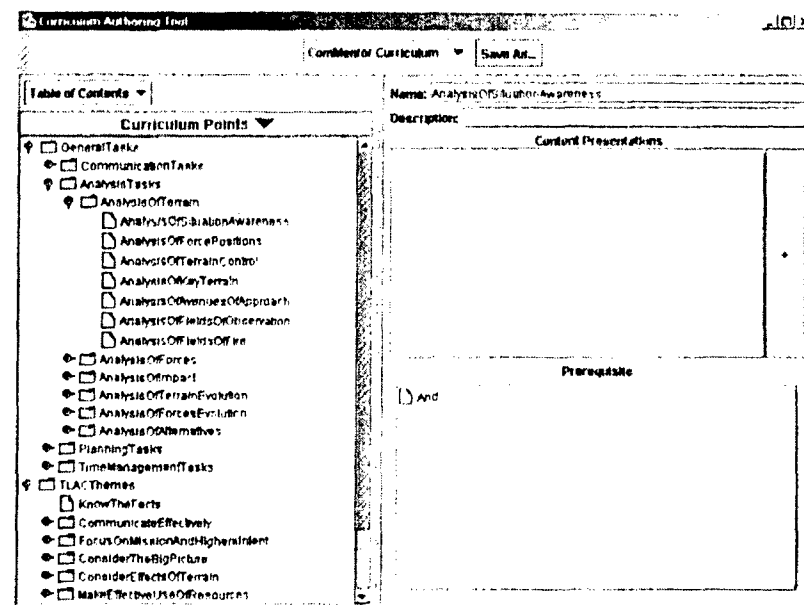 Curriculum Authoring Tool
ComMentor Curriculum Save As...
Table of Contents
Curriculum Points
GeneralTasks
CommunicationTasks
AnalysisTasks
AnalysisOfTerrain
AnalysisOfSituationAwareness
AnalysisOfForcePositions
AnalysisOfTerrainControl
AnalysisOfKeyTerrain
AnalysisOfAvenuesOfApproach
AnalysisOfFieldsOfObservation
AnalysisOfFieldsOfFire
AnalysisOfForces
AnalysisOfImpact
AnalysisOfTerrainEvolution
AnalysisOfForcesEvolution
AnalysisOfAlternatives
PlanningTasks
TimeManagementTasks
TLACThemes
KnowTheFacts
CommunicateEffectively
FocusOnMissionAndHighersIntent
ConsiderTheBigPicture
ConsiderEffectsOfTerrain
MakeEffectiveUseOfResources
Name: AnalysisOfSituationAwareness
Description:
Content Presentations
+
Prerequisite
And